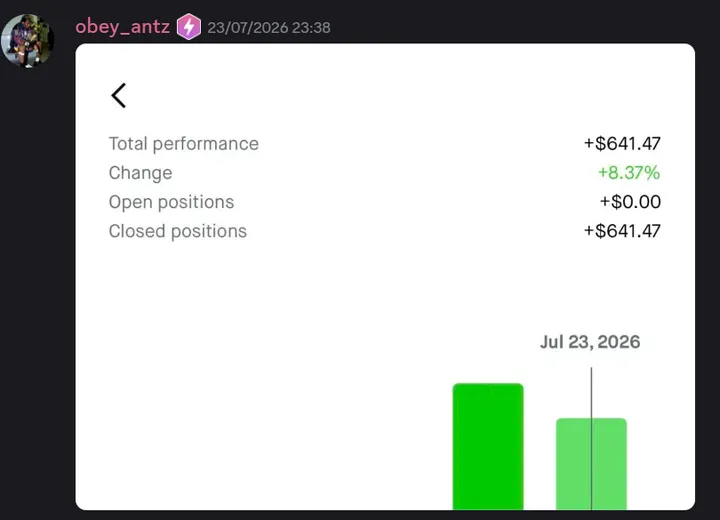 obey_antz 23/07/2026 23:38
Total performance +$641.47
Change +8.37%
Open positions +$0.00
Closed positions +$641.47
Jul 23, 2026